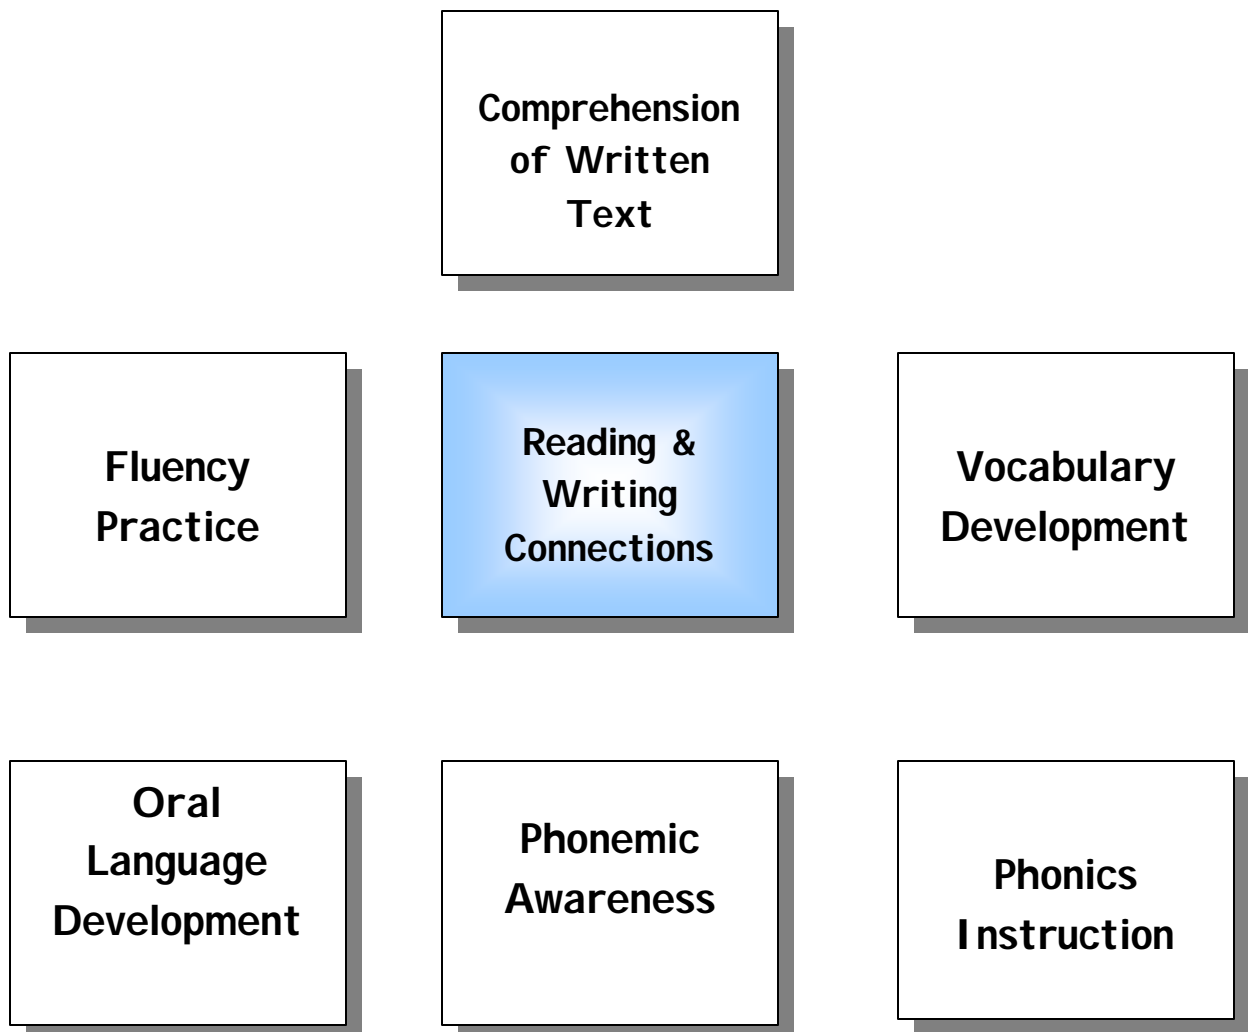 Comprehension
of Written
Text
Fluency
Practice
Reading &
Writing
Connections
Vocabulary
Development
Oral
Language
Development
Phonemic
Awareness
Phonics
Instruction